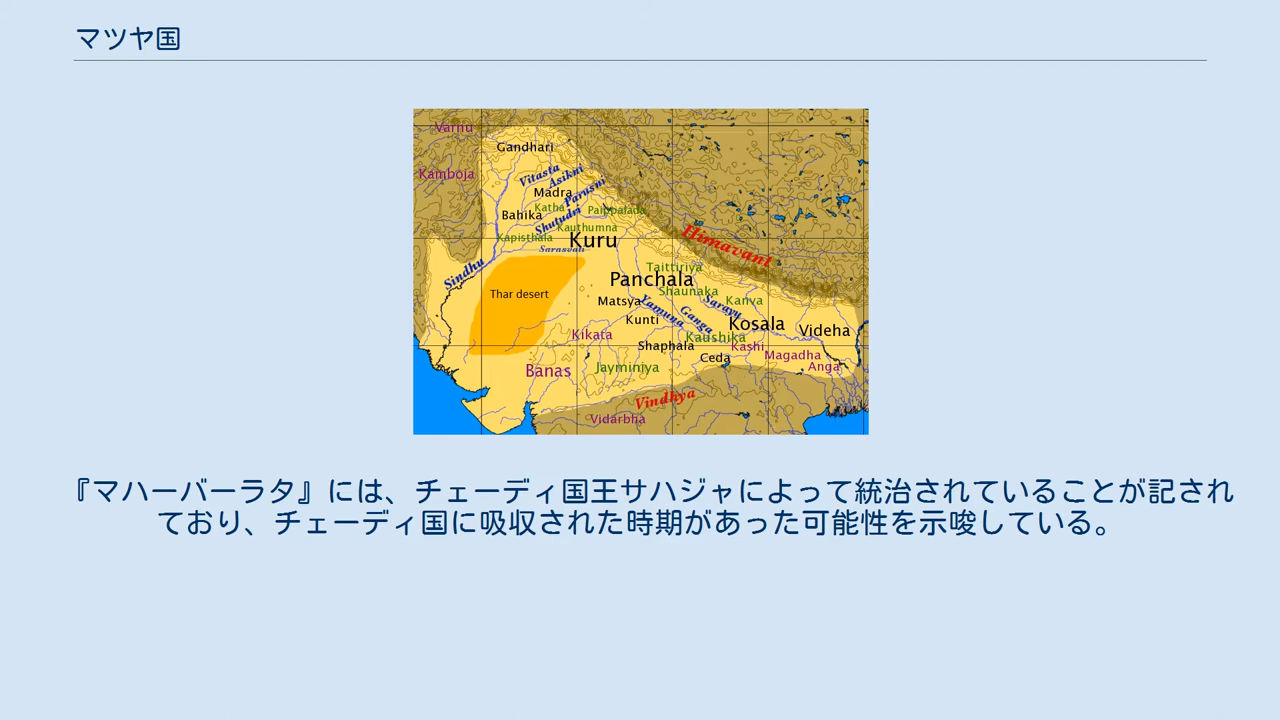 マツヤ国
Varnu
Gandhari
Kamboja
Vitasta
Asikni
Madra
Parusni
Katha
Paippalada
Bahika
Shutudri
Kauthumna
Kapisthala
Kuru
Sarasvati
Himavant
Sindhu
Taittiriya
Panchala
Shaunaka
Thar desert
Matsya
Yamuna
Ganga
Sarayu
Kanva
Kunti
Kosala
Videha
Kikata
Kaushika
Shaphala
Kashi
Ceda
Magadha
Anga
Banas
Jayminiya
Vindhya
Vidarbha
『マハーバーラタ』には、チェーディ国王サハジャによって統治されていることが記され
ており、チェーディ国に吸収された時期があった可能性を示唆している。